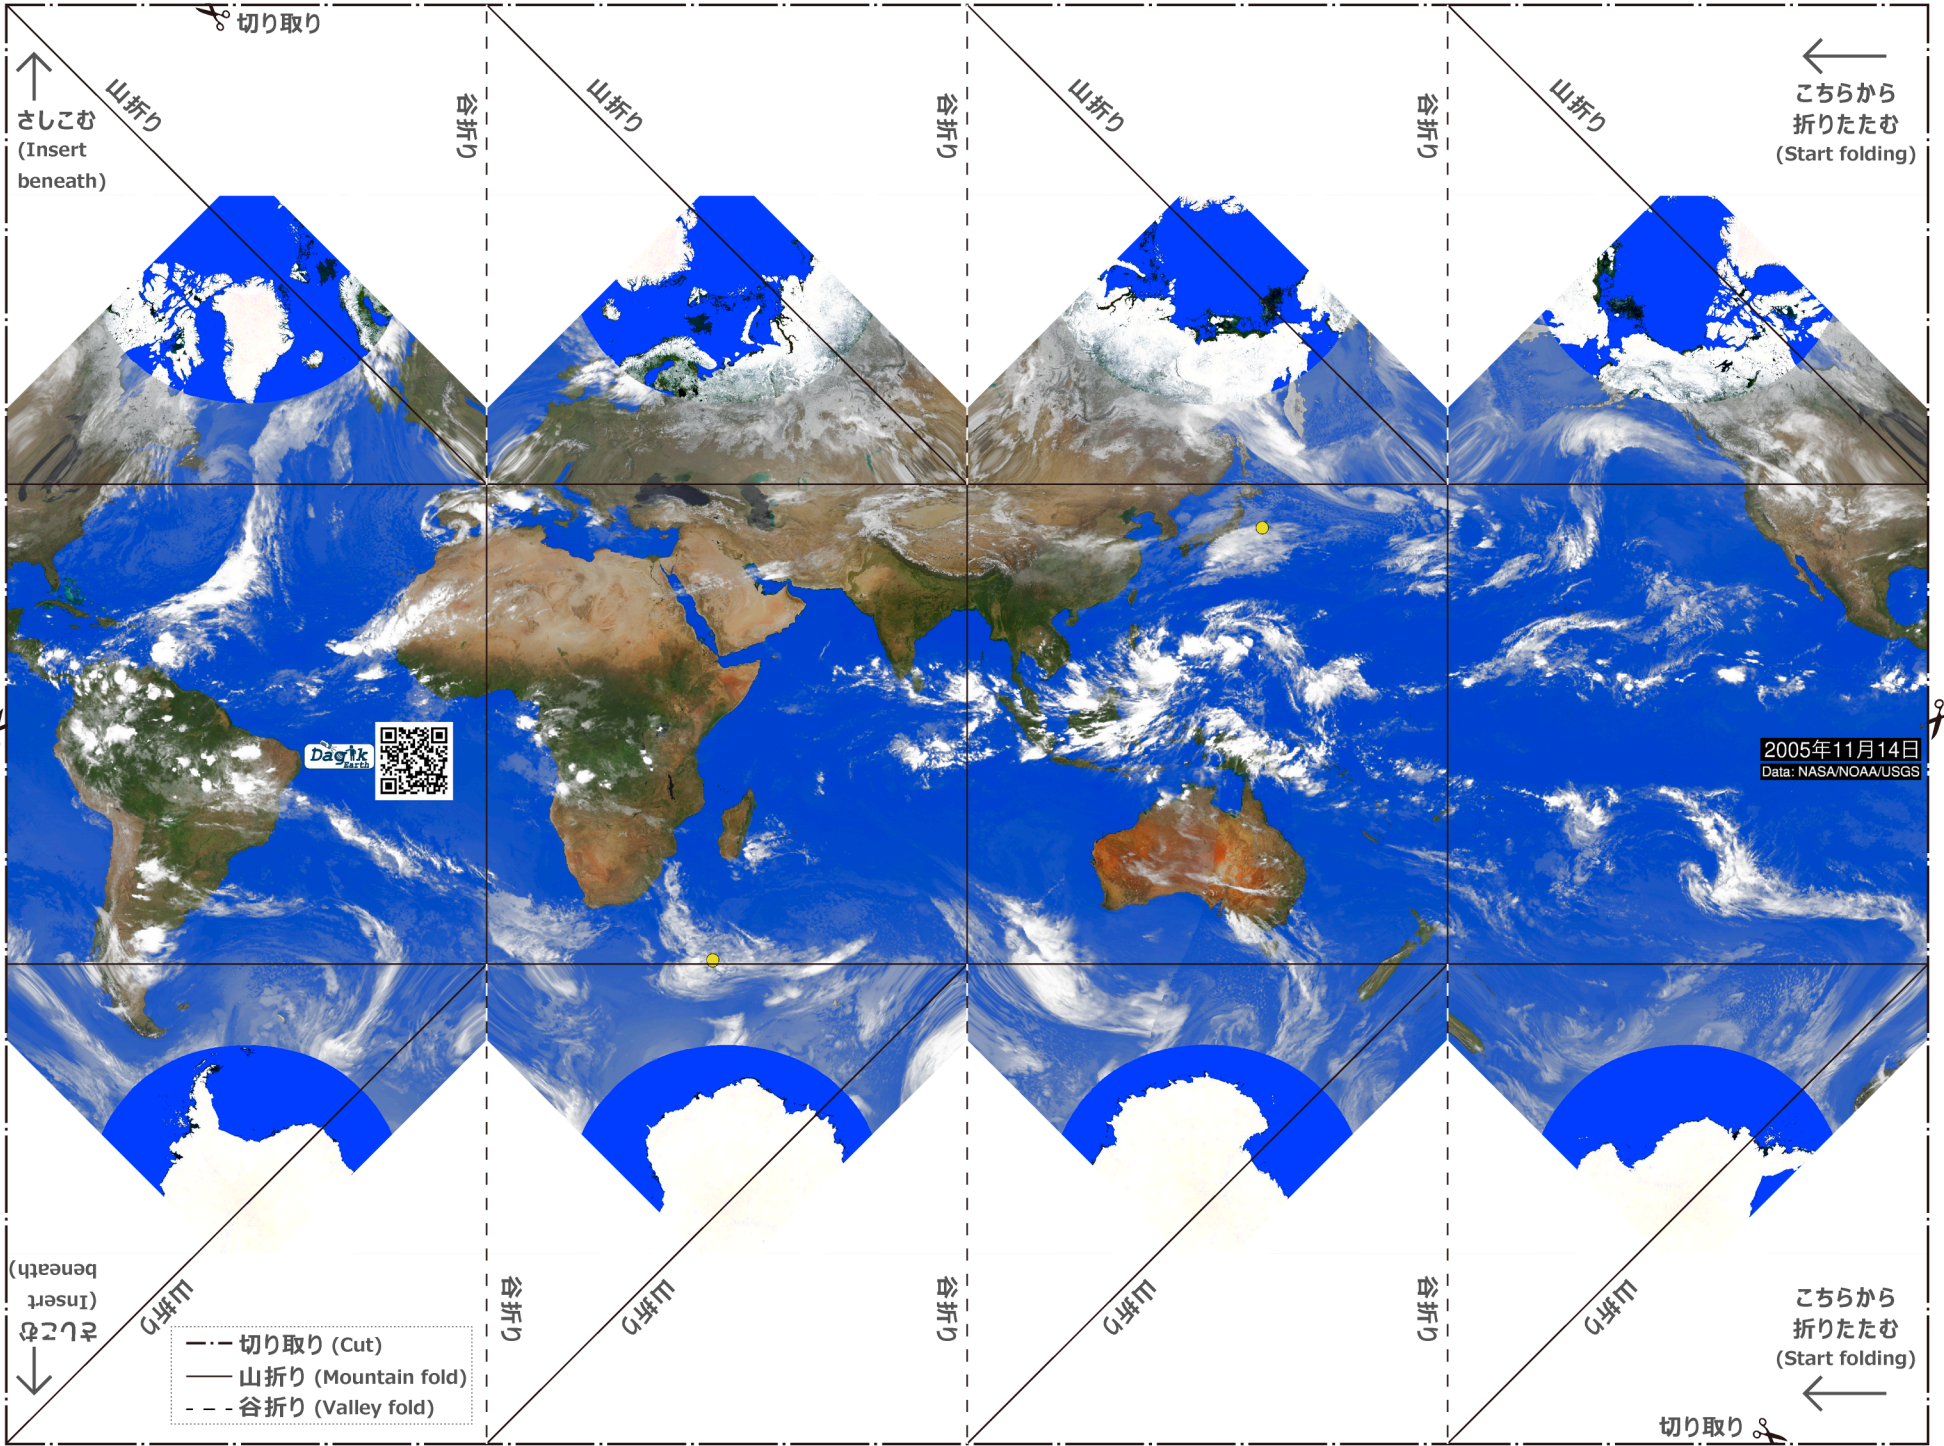 切り取り
山折り
谷折り
山折り
谷折り
山折り
谷折り
山折り
さしこむ
(Insert
beneath)
こちらから
折りたたむ
(Start folding)
Dagik
Earth
2005年11月14日
Data: NASA/NOAA/USGS
さしこむ
(Insert
beneath)
山折り
谷折り
山折り
谷折り
山折り
谷折り
山折り
切り取り (Cut)
山折り (Mountain fold)
谷折り (Valley fold)
こちらから
折りたたむ
(Start folding)
切り取り